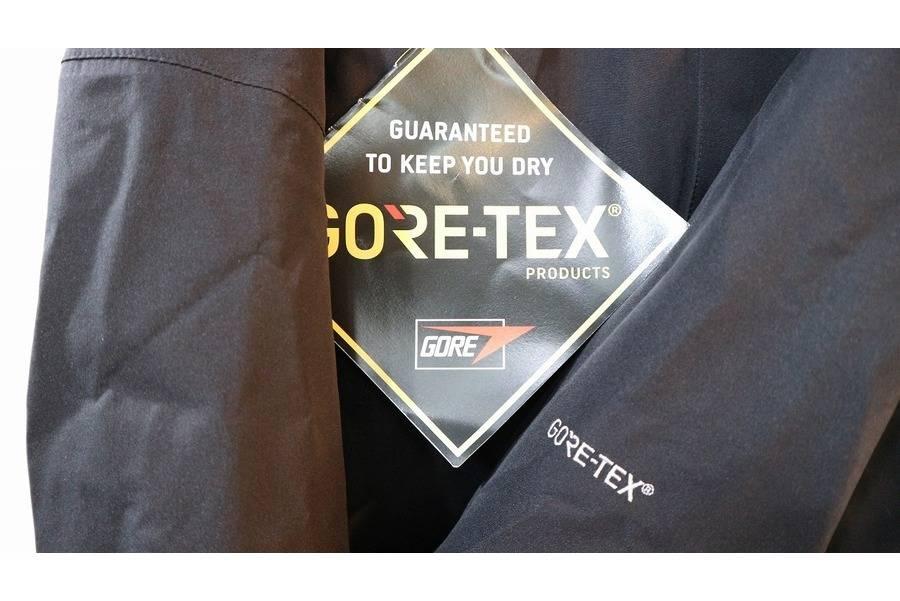 GUARANTEED
TO KEEP YOU DRY
GORE-TEX®
PRODUCTS
GORE
GORE-TEX®